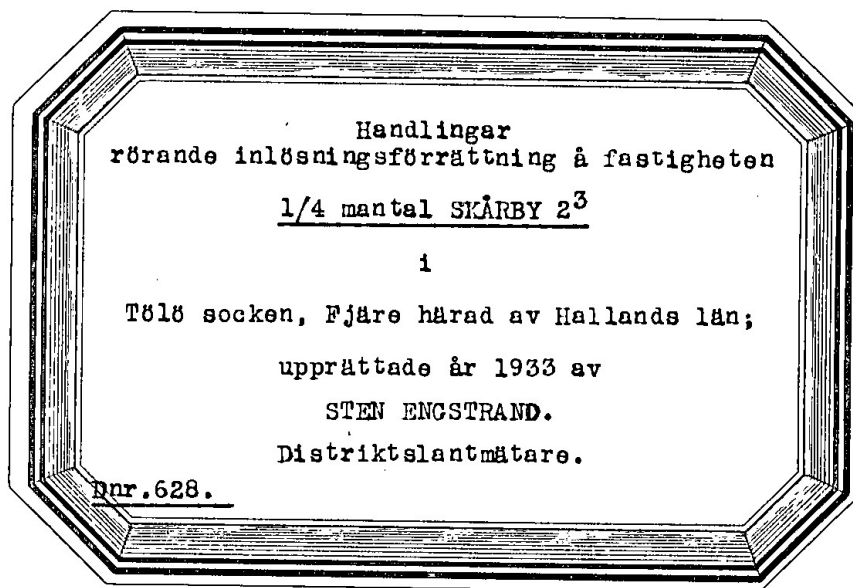 Handlingar
rörande inlösningsförrättning å fastigheten
1/4 mantal SKÅRBY 2³
i
Tölö socken, Fjäre härad av Hallands län;
upprättade år 1933 av
STEN ENGSTRAND.
Distriktslantmätare.
Dnr.628.